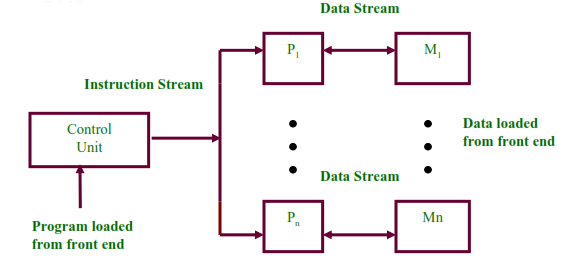 Data Stream
P1
M1
Instruction Stream
Control
Unit
Data loaded
from front end
Data Stream
Pn
Mn
Program loaded
from front end